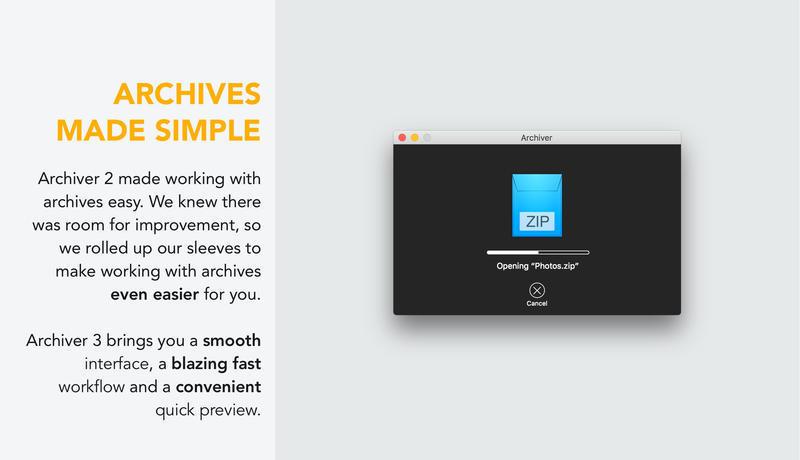 ARCHIVES
MADE SIMPLE
Archiver 2 made working with
archives easy. We knew there
was room for improvement, so
we rolled up our sleeves to
make working with archives
even easier for you.
Archiver 3 brings you a smooth
interface, a blazing fast
workflow and a convenient
quick preview.
Archiver
ZIP
Opening “Photos.zip”
Cancel